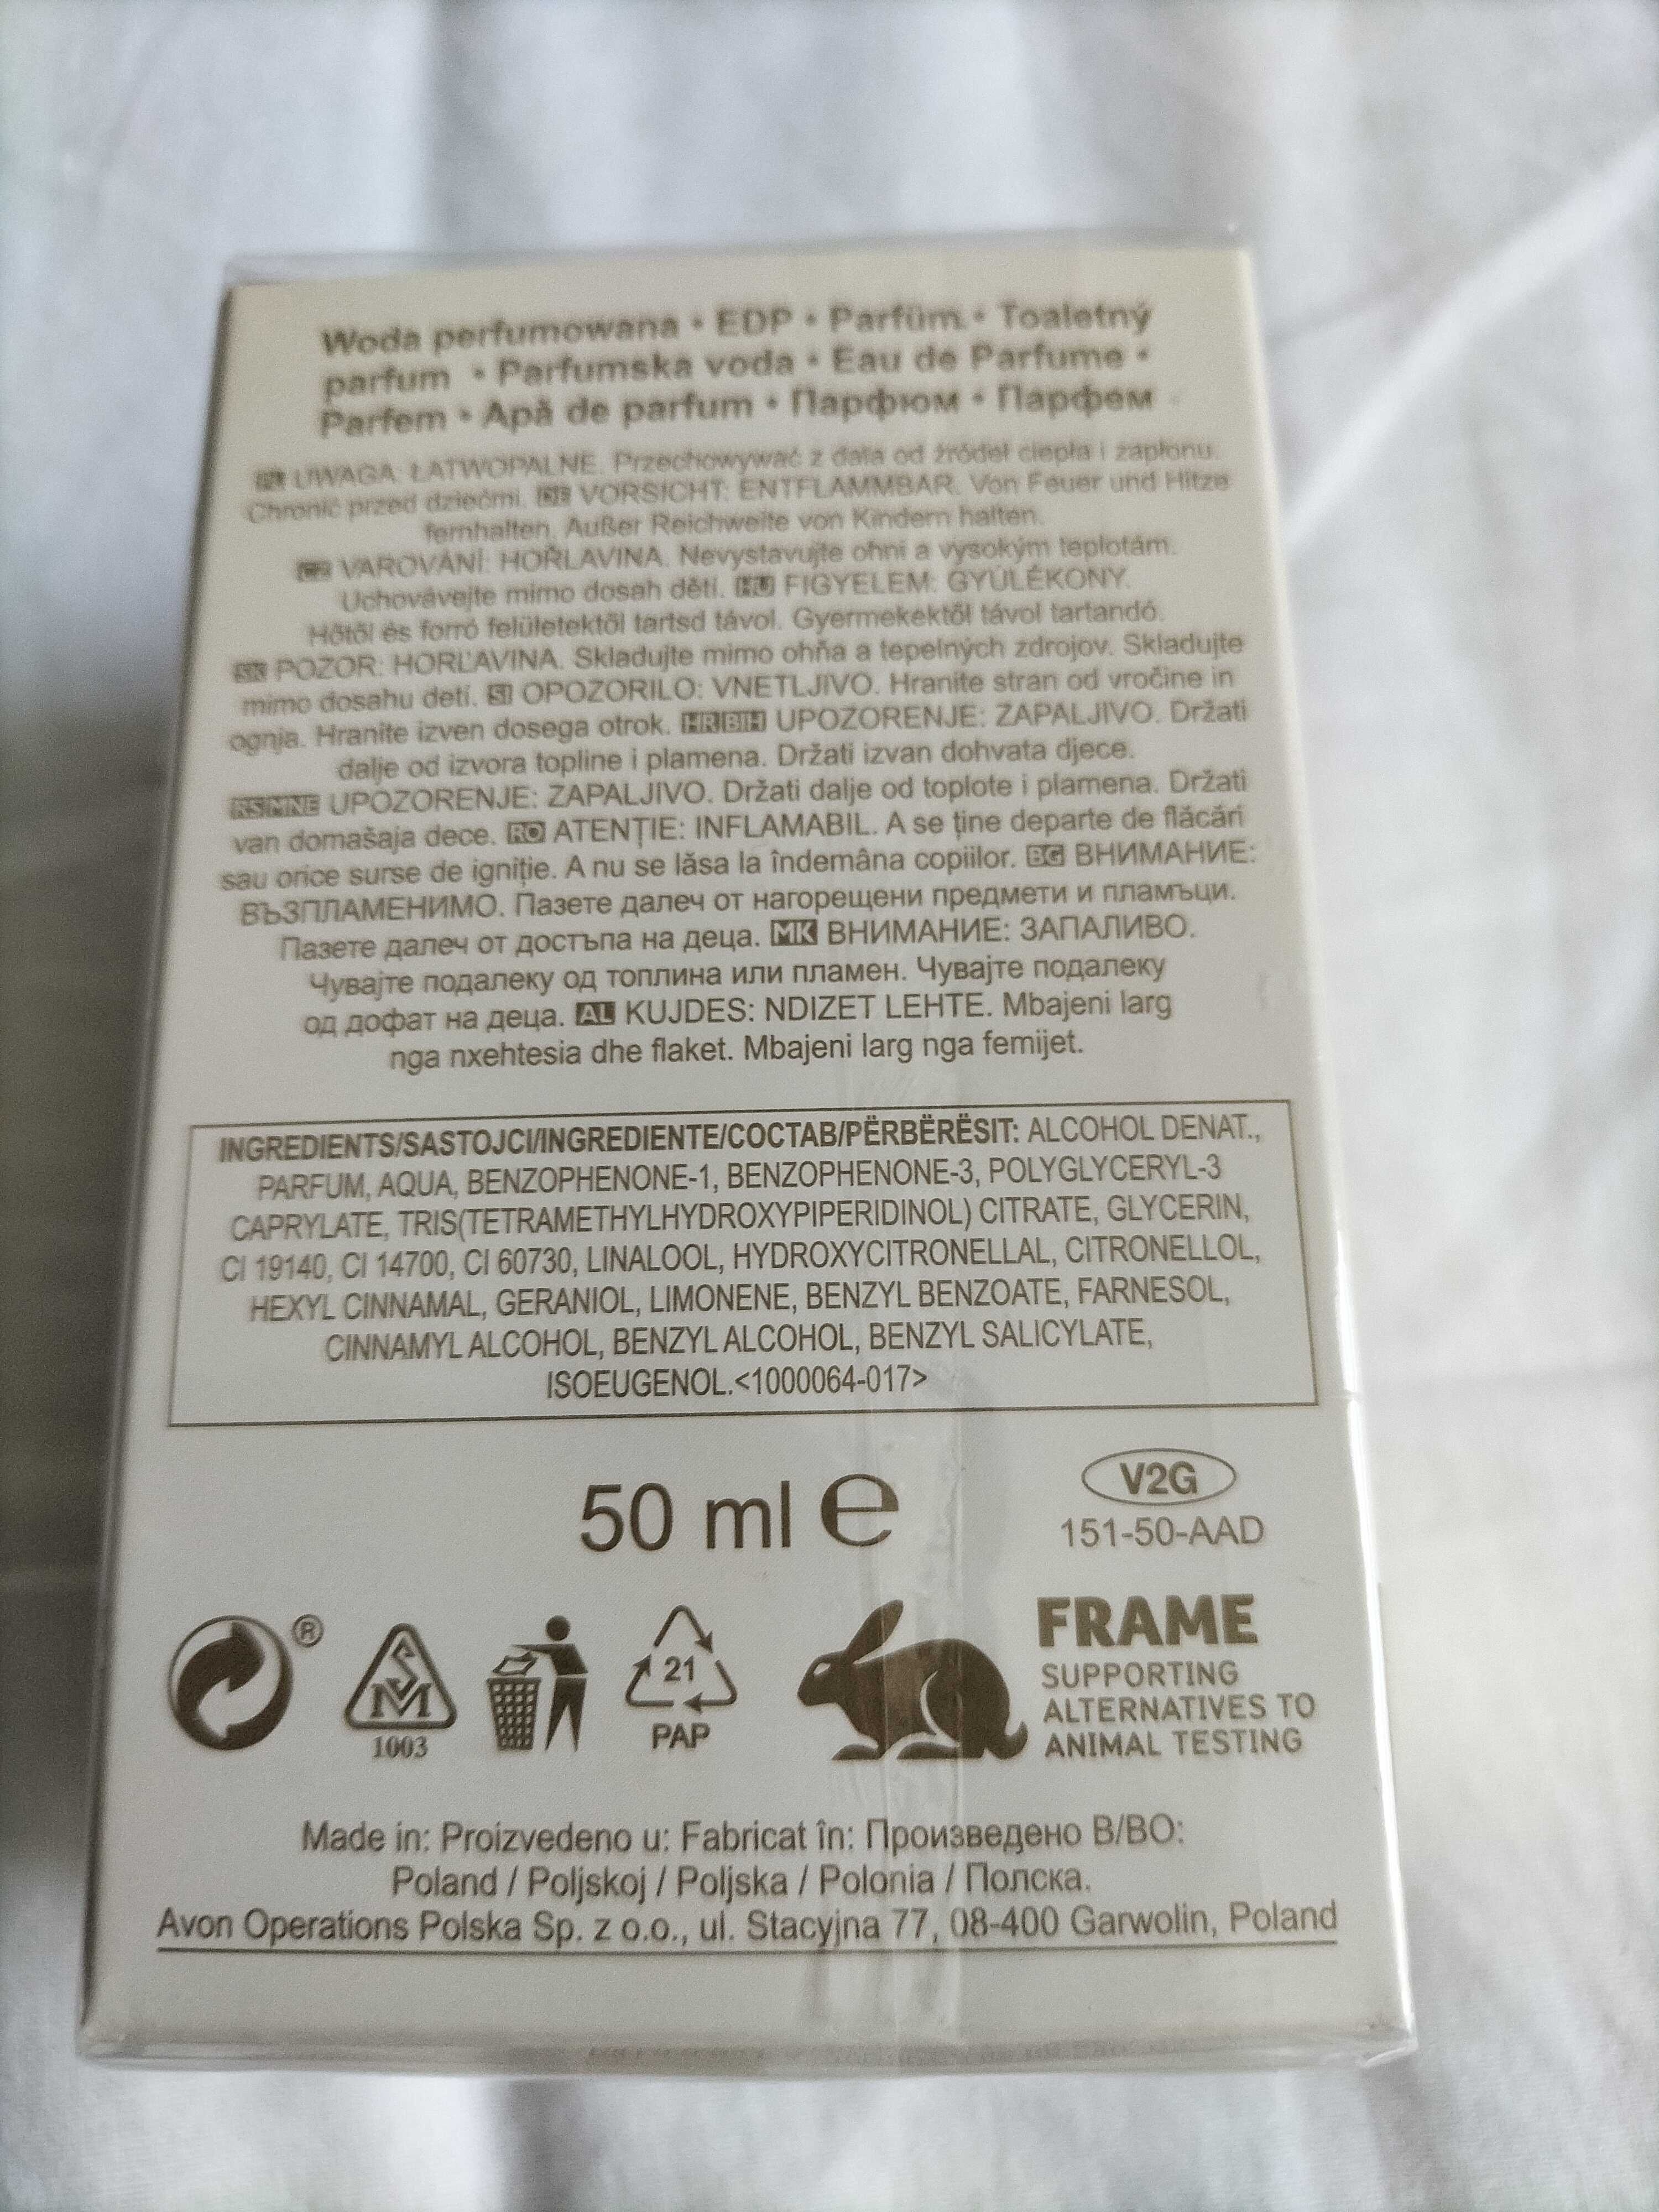 Woda perfumowana • EDP • Parfüm • Toaletný
parfum • Parfumska voda • Eau de Parfume •
Parfem • Apă de parfum • Парфюм • Парфем
PL UWAGA: ŁATWOPALNE. Przechowywać z dala od źródeł ciepła i zapłonu.
Chronić przed dziećmi. DE VORSICHT: ENTFLAMMBAR. Von Feuer und Hitze
fernhalten. Außer Reichweite von Kindern halten.
CZ VAROVÁNÍ: HOŘLAVINA. Nevystavujte ohni a vysokým teplotám.
Uchovávejte mimo dosah dětí. HU FIGYELEM: GYÚLÉKONY.
Hőtől és forró felületektől tartsd távol. Gyermekektől távol tartandó.
SK POZOR: HORĽAVINA. Skladujte mimo ohňa a tepelných zdrojov. Skladujte
mimo dosahu detí. SI OPOZORILO: VNETLJIVO. Hranite stran od vročine in
ognja. Hranite izven dosega otrok. HR BIH UPOZORENJE: ZAPALJIVO. Držati
dalje od izvora topline i plamena. Držati izvan dohvata djece.
RS MNE UPOZORENJE: ZAPALJIVO. Držati dalje od toplote i plamena. Držati
van domašaja dece. RO ATENȚIE: INFLAMABIL. A se ține departe de flăcări
sau orice surse de igniție. A nu se lăsa la îndemâna copiilor. BG ВНИМАНИЕ:
ВЪЗПЛАМЕНИМО. Пазете далеч от нагорещени предмети и пламъци.
Пазете далеч от достъпа на деца. MK ВНИМАНИЕ: ЗАПАЛИВО.
Чувајте подалеку од топлина или пламен. Чувајте подалеку
од дофат на деца. AL KUJDES: NDIZET LEHTE. Mbajeni larg
nga nxehtesia dhe flaket. Mbajeni larg nga femijet.
INGREDIENTS/SASTOJCI/INGREDIENTE/СОСТАВ/PËRBËRËSIT: ALCOHOL DENAT.,
PARFUM, AQUA, BENZOPHENONE-1, BENZOPHENONE-3, POLYGLYCERYL-3
CAPRYLATE, TRIS(TETRAMETHYLHYDROXYPIPERIDINOL) CITRATE, GLYCERIN,
CI 19140, CI 14700, CI 60730, LINALOOL, HYDROXYCITRONELLAL, CITRONELLOL,
HEXYL CINNAMAL, GERANIOL, LIMONENE, BENZYL BENZOATE, FARNESOL,
CINNAMYL ALCOHOL, BENZYL ALCOHOL, BENZYL SALICYLATE,
ISOEUGENOL.<1000064-017>
50 ml e
V2G
151-50-AAD
®
SM
1003
21
PAP
FRAME
SUPPORTING
ALTERNATIVES TO
ANIMAL TESTING
Made in: Proizvedeno u: Fabricat în: Произведено В/ВО:
Poland / Poljskoj / Poljska / Polonia / Полска.
Avon Operations Polska Sp. z o.o., ul. Stacyjna 77, 08-400 Garwolin, Poland